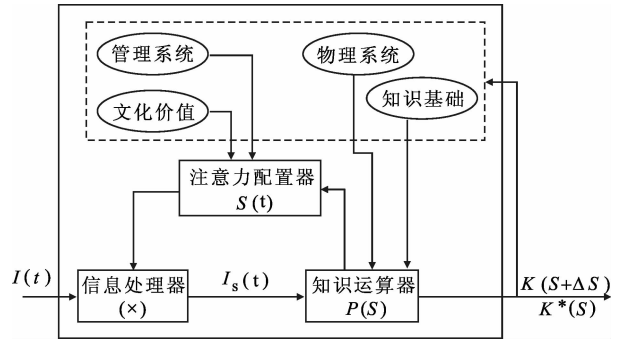 管理系统
物理系统
文化价值
知识基础
注意力配置器
S(t)
I(t)
信息处理器
(×)
Is(t)
知识运算器
P(S)
K(S+ΔS)
K*(S)